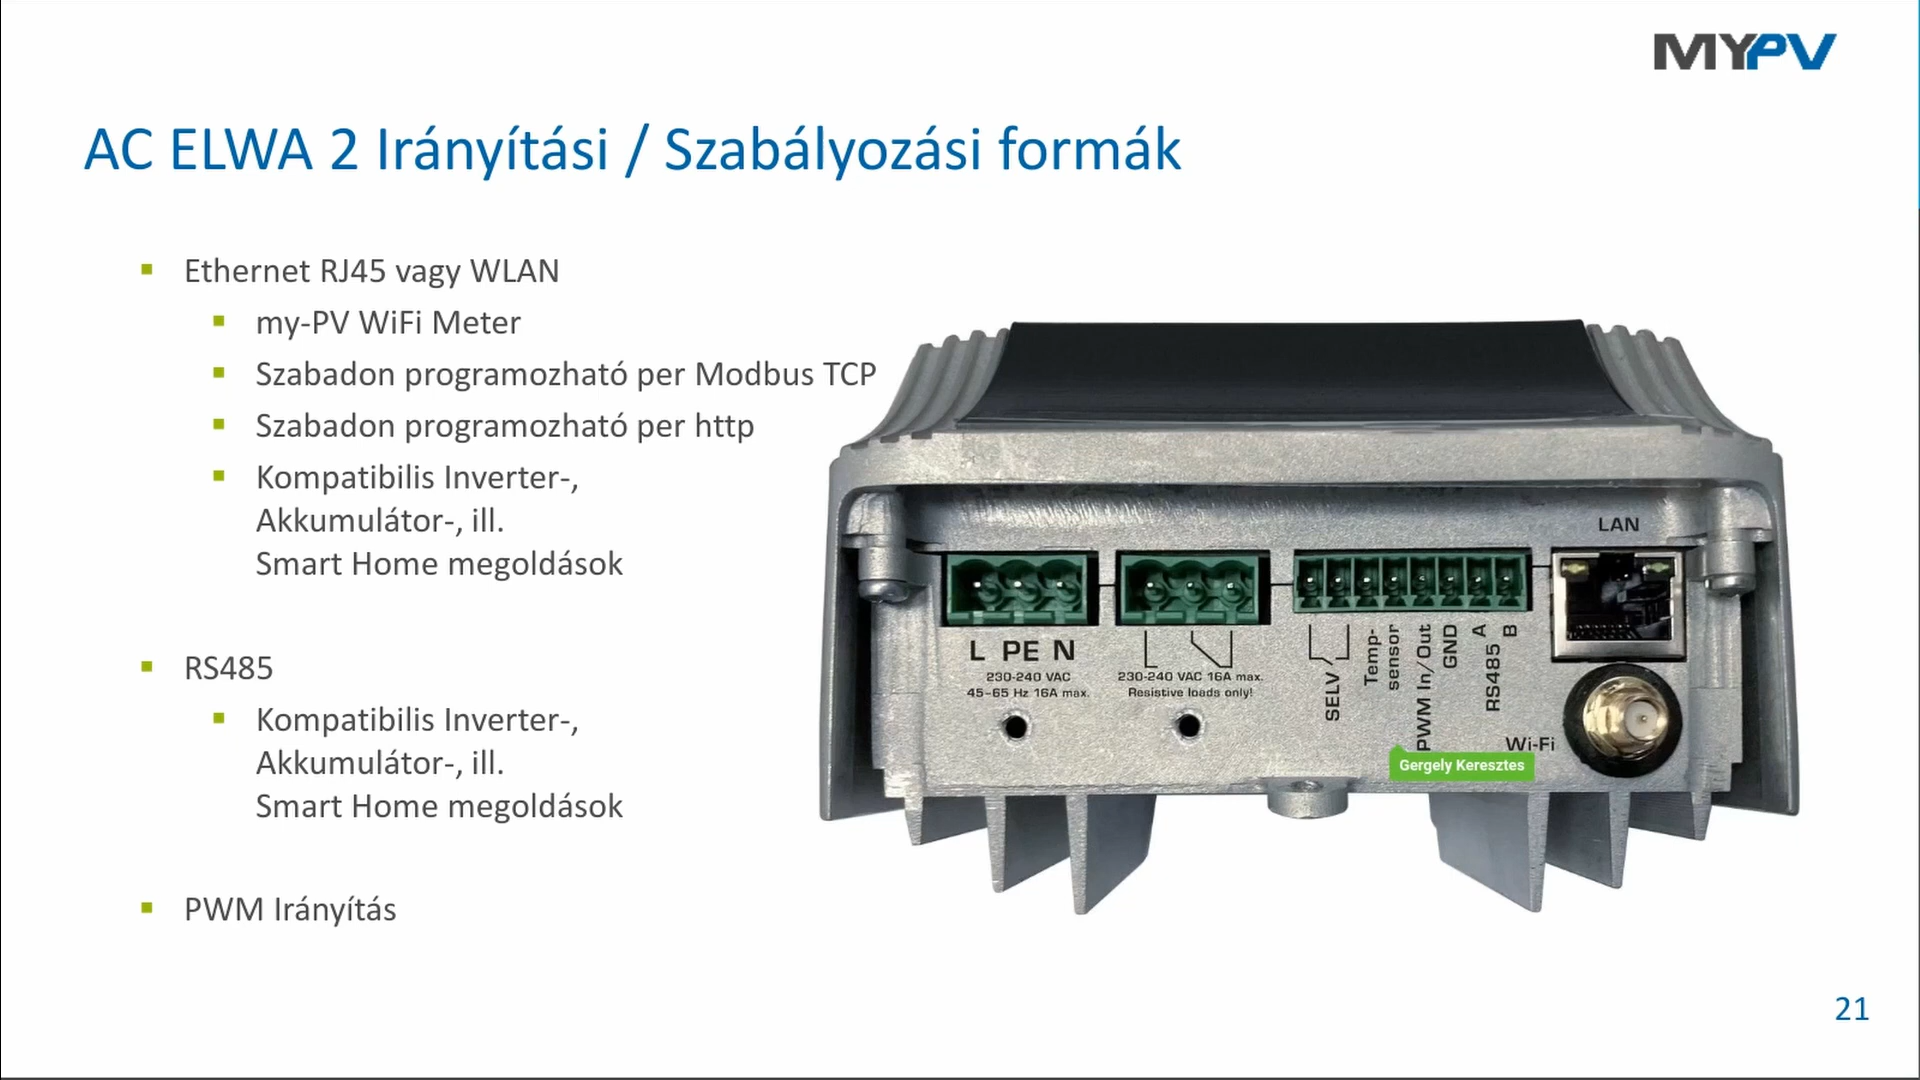 MYPV
AC ELWA 2 Irányítási / Szabályozási formák
Ethernet RJ45 vagy WLAN
my-PV WiFi Meter
Szabadon programozható per Modbus TCP
Szabadon programozható per http
Kompatibilis Inverter-,
Akkumulátor-, ill.
Smart Home megoldások
RS485
Kompatibilis Inverter-,
Akkumulátor-, ill.
Smart Home megoldások
PWM Irányítás
LAN
L PE N
230-240 VAC
45-65 Hz 16A max.
230-240 VAC 16A max.
Resistive loads only!
SELV
Temp-
sensor
PWM In/Out
GND
RS485 A
B
Wi-Fi
Gergely Keresztes
21